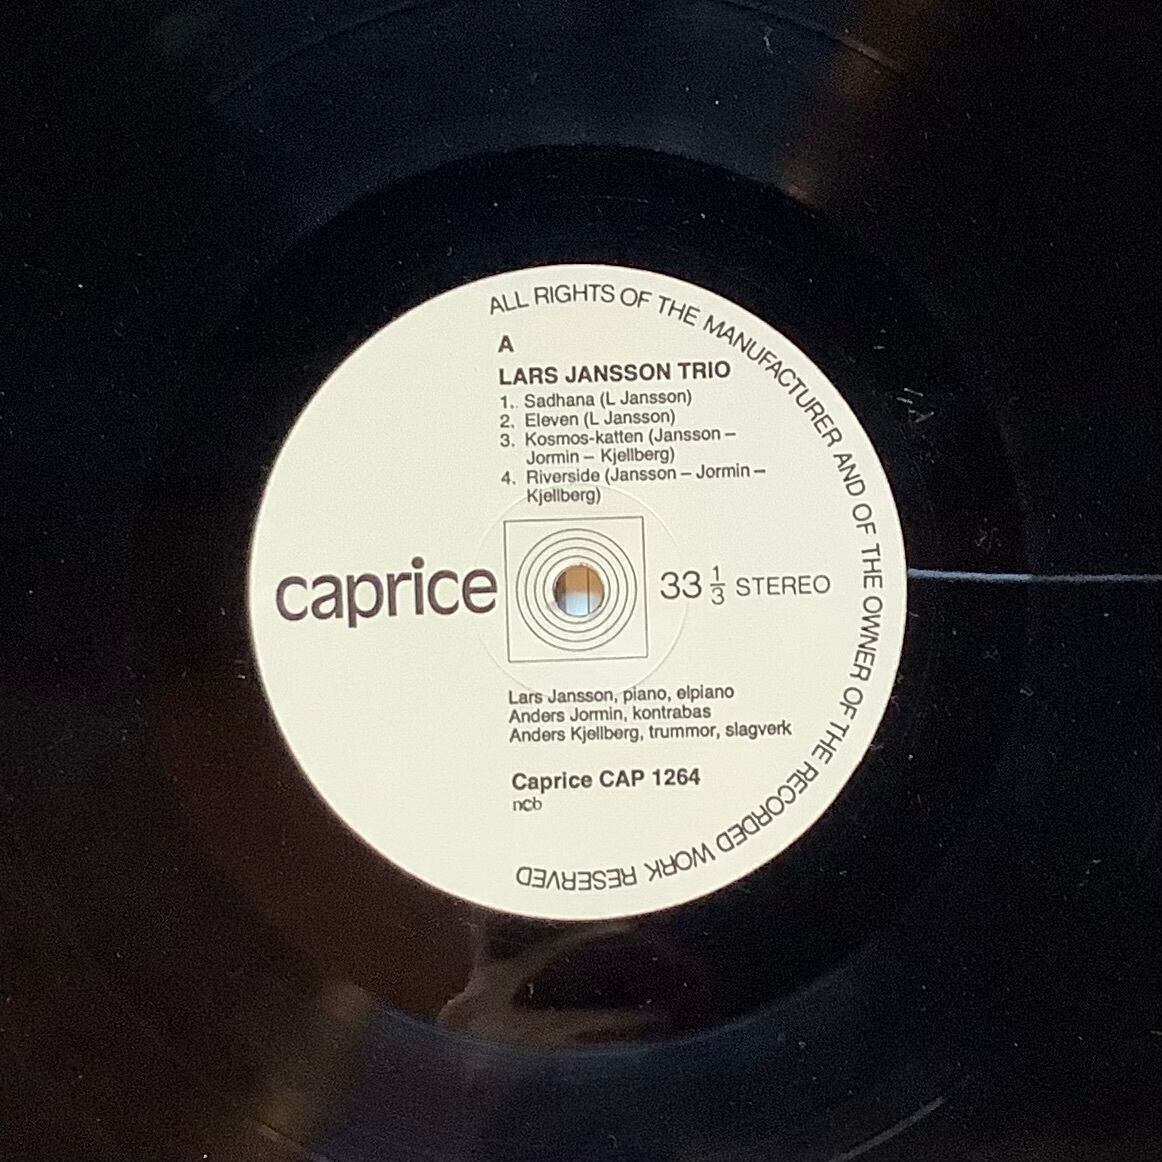 ALL RIGHTS OF THE MANUFACTURER AND OF THE OWNER OF THE RECORDED WORK RESERVED
A
LARS JANSSON TRIO
1. Sadhana (L Jansson)
2. Eleven (L Jansson)
3. Kosmos-katten (Jansson –
Jormin – Kjellberg)
4. Riverside (Jansson – Jormin –
Kjellberg)
caprice
33 1/3 STEREO
Lars Jansson, piano, elpiano
Anders Jormin, kontrabas
Anders Kjellberg, trummor, slagverk
Caprice CAP 1264
ncb